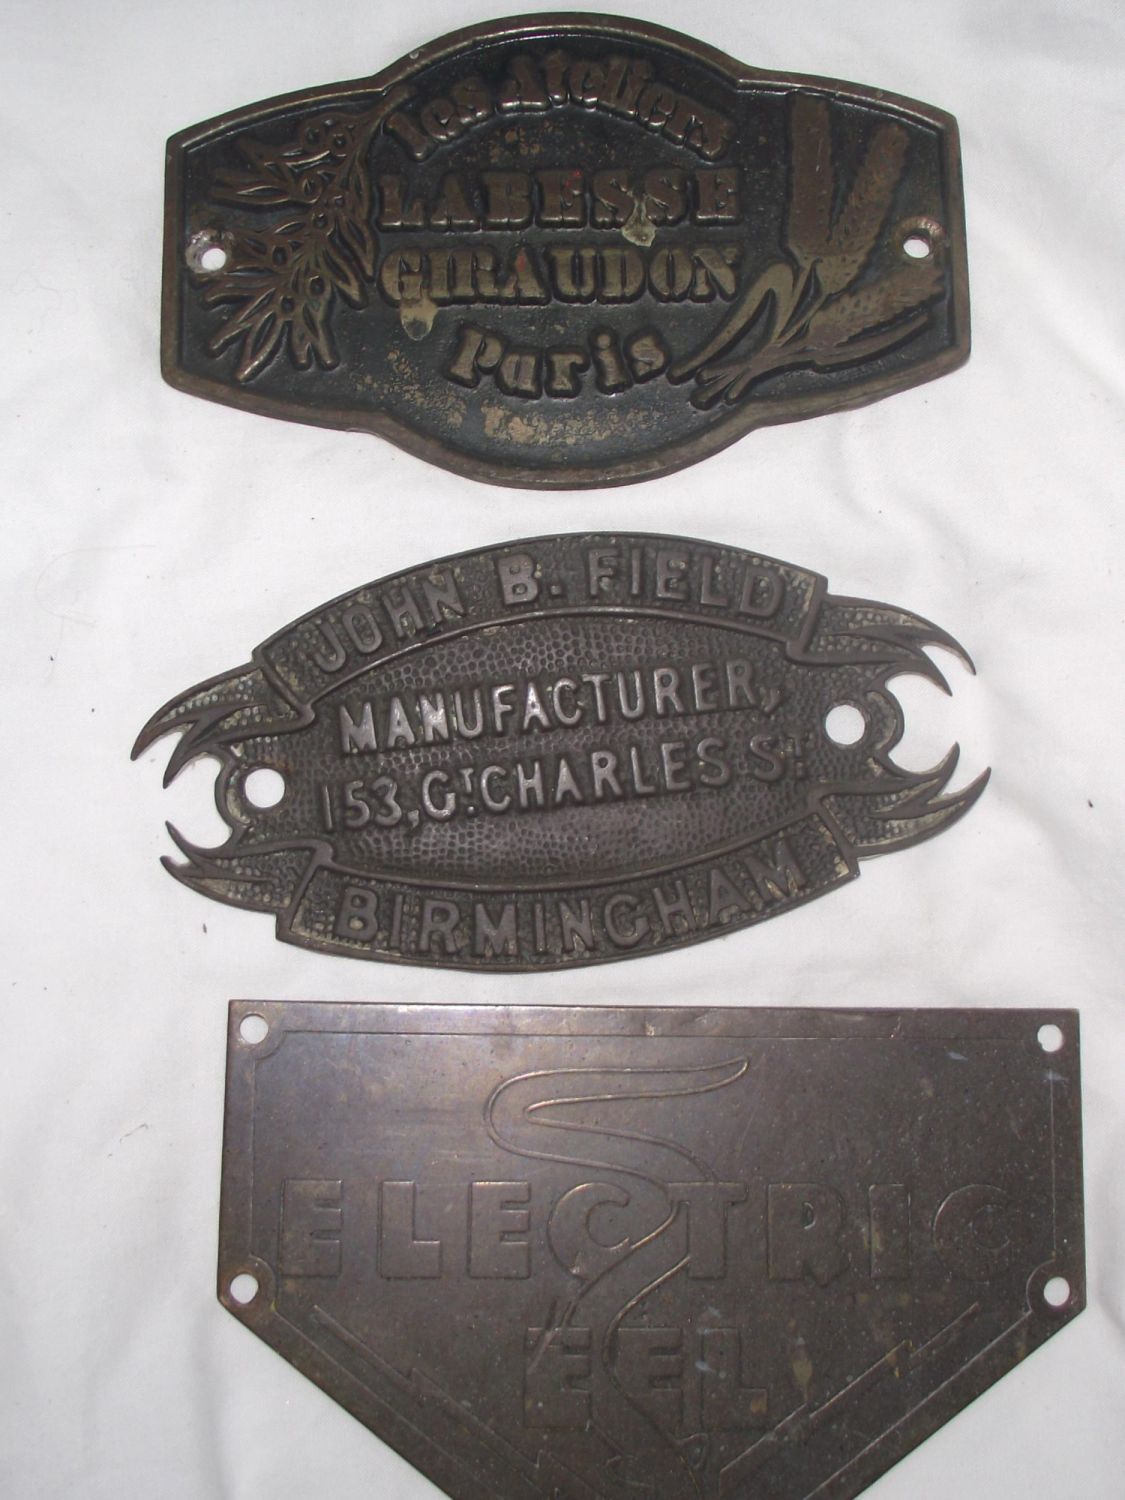 les Ateliers
LABESSE
GIRAUDON
Paris
JOHN B. FIELD
MANUFACTURER,
153, GT. CHARLES ST.
BIRMINGHAM
ELECTRIC
EEL